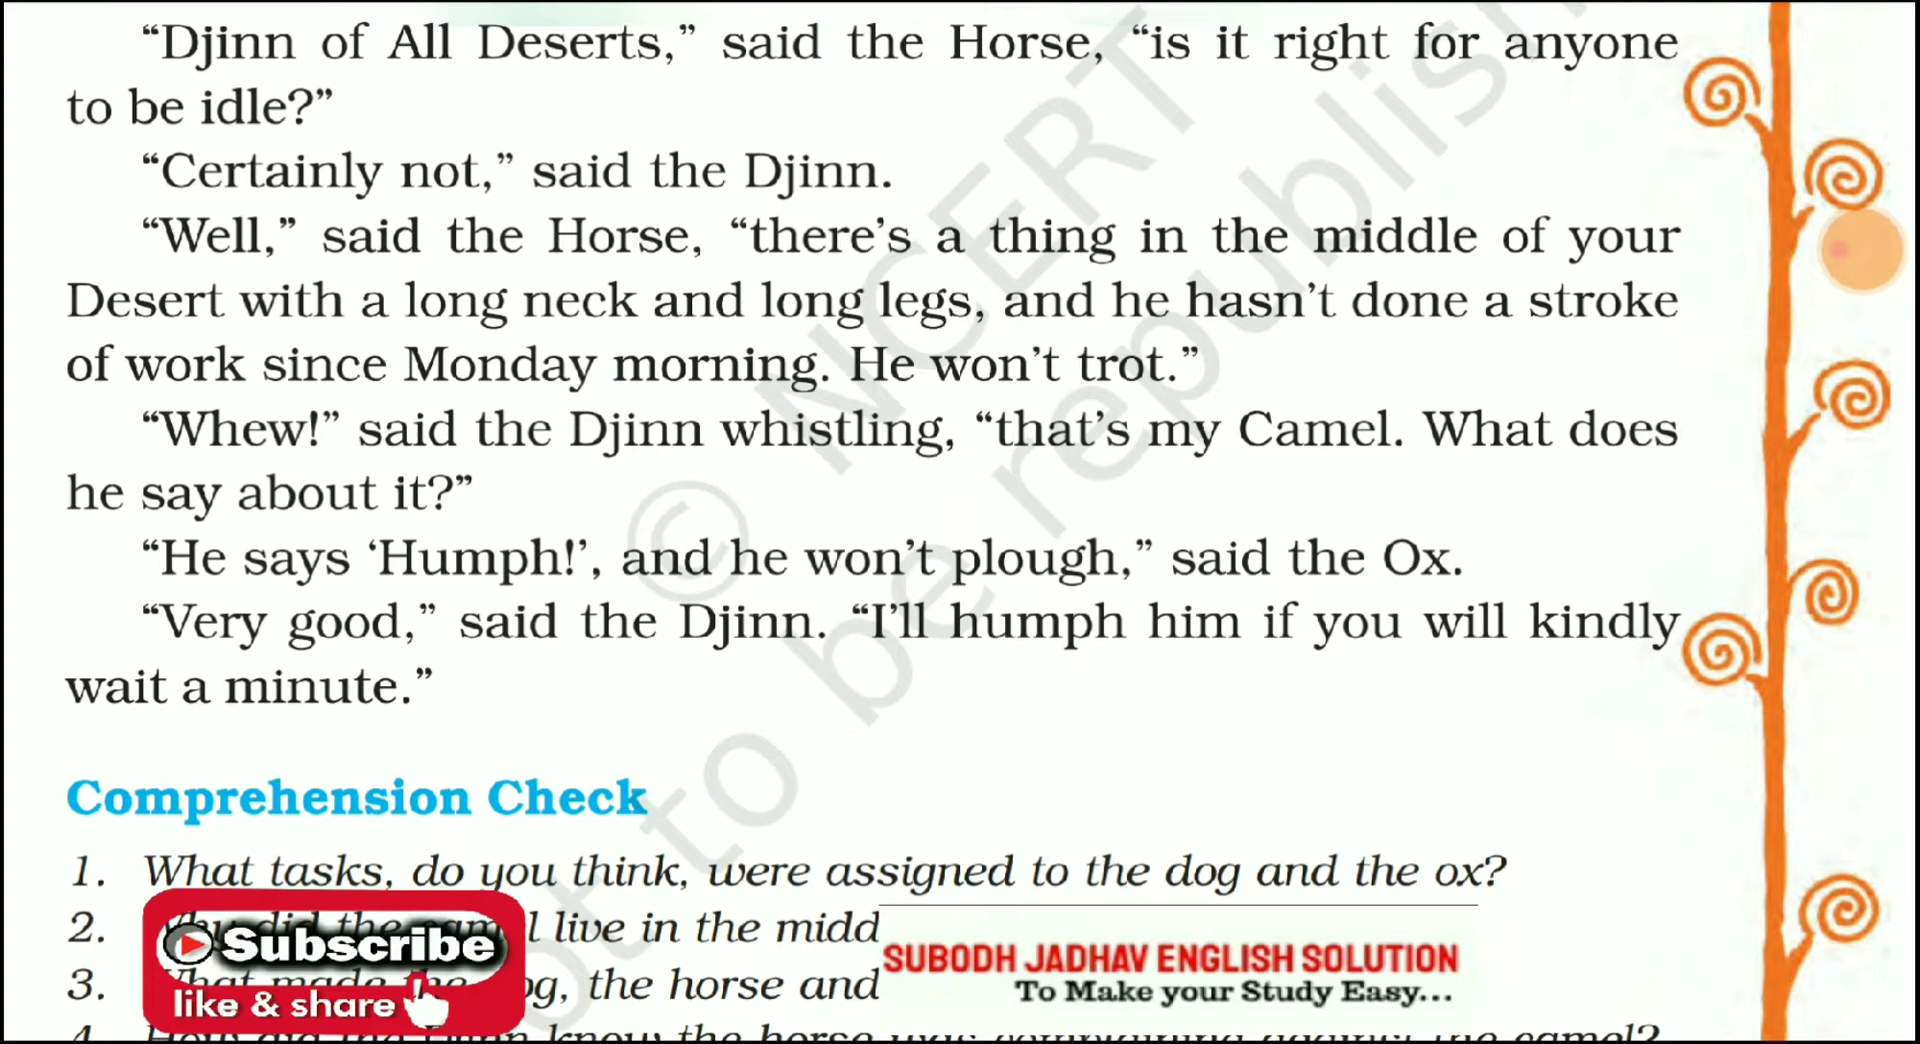 “Djinn of All Deserts,” said the Horse, “is it right for anyone
to be idle?”
“Certainly not,” said the Djinn.
“Well,” said the Horse, “there’s a thing in the middle of your
Desert with a long neck and long legs, and he hasn’t done a stroke
of work since Monday morning. He won’t trot.”
“Whew!” said the Djinn whistling, “that’s my Camel. What does
he say about it?”
“He says ‘Humph!’, and he won’t plough,” said the Ox.
“Very good,” said the Djinn. “I’ll humph him if you will kindly
wait a minute.”
Comprehension Check
1. What tasks, do you think, were assigned to the dog and the ox?
2. did the live in the
3. the horse and
the horse camel?
Subscribe
like & share
SUBODH JADHAV ENGLISH SOLUTION
To Make your Study Easy...
© NCERT
not to be republish